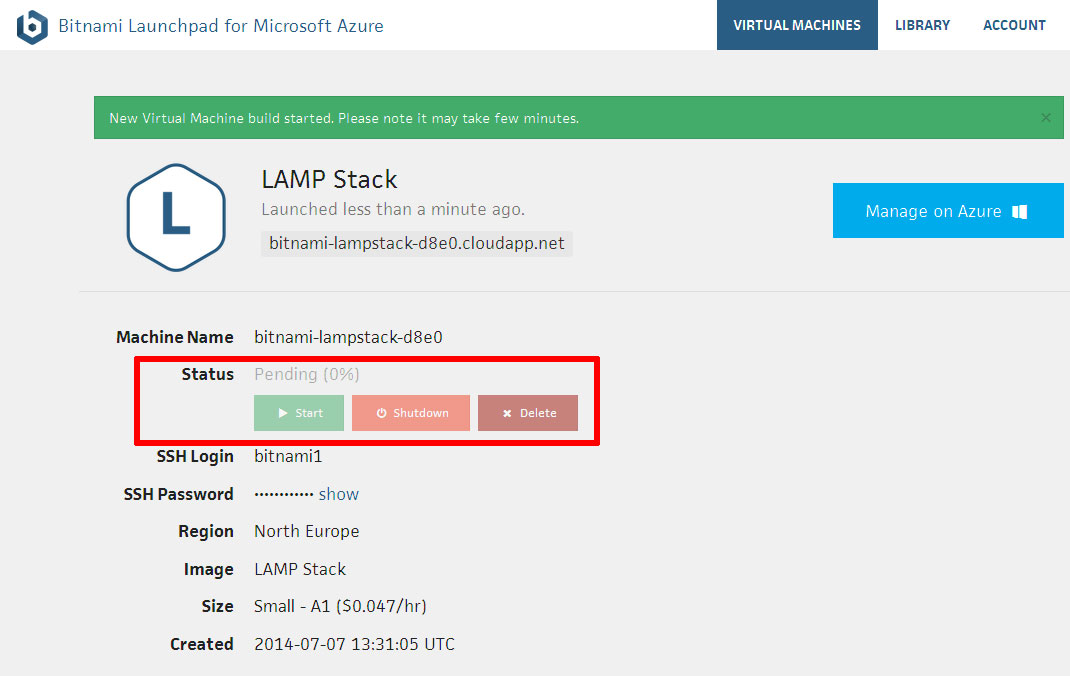 Bitnami Launchpad for Microsoft Azure VIRTUAL MACHINES LIBRARY ACCOUNT
New Virtual Machine build started. Please note it may take few minutes. ×
L
LAMP Stack
Launched less than a minute ago.
Manage on Azure
bitnami-lampstack-d8e0.cloudapp.net
Machine Name bitnami-lampstack-d8e0
Status Pending (0%)
Start Shutdown Delete
SSH Login bitnami1
SSH Password •••••••••••• show
Region North Europe
Image LAMP Stack
Size Small - A1 ($0.047/hr)
Created 2014-07-07 13:31:05 UTC